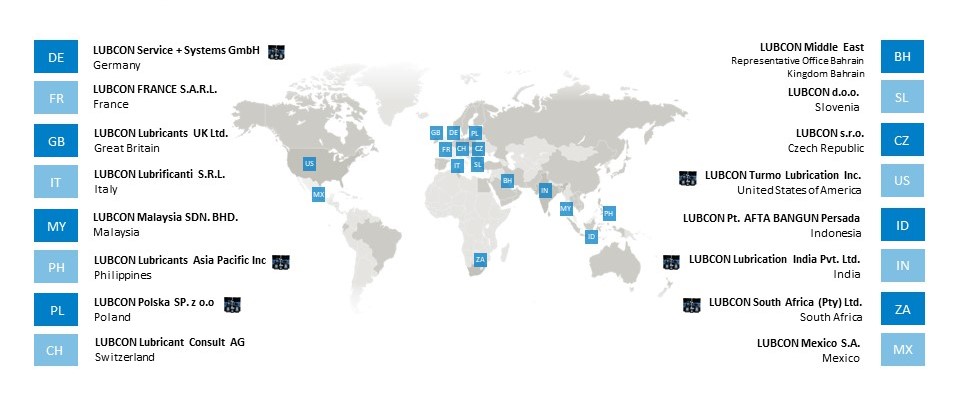 DE
LUBCON Service + Systems GmbH
Germany
FR
LUBCON FRANCE S.A.R.L.
France
GB
LUBCON Lubricants UK Ltd.
Great Britain
IT
LUBCON Lubrificanti S.R.L.
Italy
MY
LUBCON Malaysia SDN. BHD.
Malaysia
PH
LUBCON Lubricants Asia Pacific Inc
Philippines
PL
LUBCON Polska SP. z o.o
Poland
CH
LUBCON Lubricant Consult AG
Switzerland
GB DE PL
FR CH CZ
IT SL
US
MX
BH
IN
MY
PH
ID
ZA
LUBCON Middle East
Representative Office Bahrain
Kingdom Bahrain
BH
LUBCON d.o.o.
Slovenia
SL
LUBCON s.r.o.
Czech Republic
CZ
LUBCON Turmo Lubrication Inc.
United States of America
US
LUBCON Pt. AFTA BANGUN Persada
Indonesia
ID
LUBCON Lubrication India Pvt. Ltd.
India
IN
LUBCON South Africa (Pty) Ltd.
South Africa
ZA
LUBCON Mexico S.A.
Mexico
MX